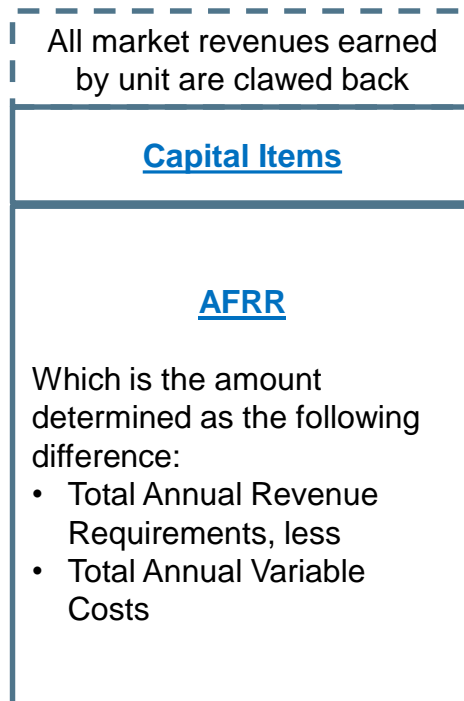 All market revenues earned
by unit are clawed back
Capital Items
AFRR
Which is the amount
determined as the following
difference:
• Total Annual Revenue
Requirements, less
• Total Annual Variable
Costs